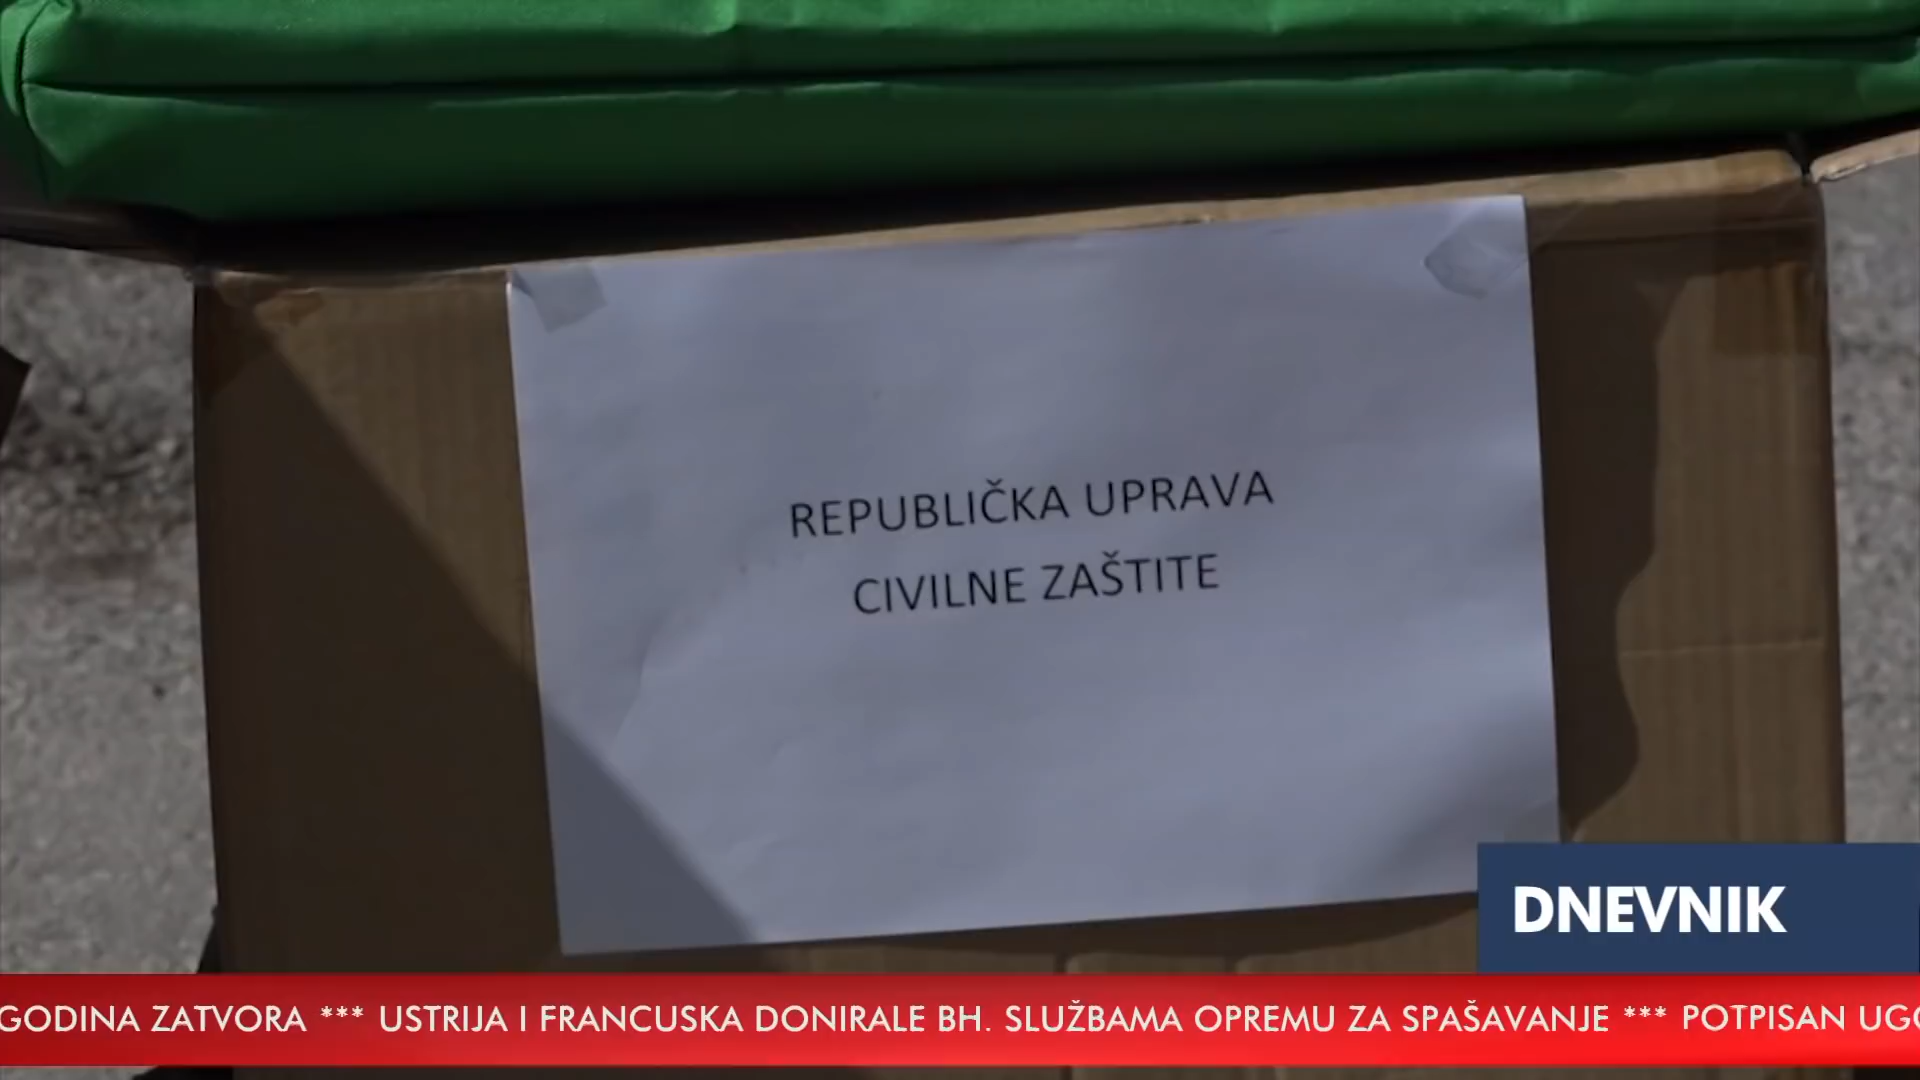 REPUBLIČKA UPRAVA
CIVILNE ZAŠTITE
DNEVNIK
GODINA ZATVORA *** USTRIJA I FRANCUSKA DONIRALE BH. SLUŽBAMA OPREMU ZA SPAŠAVANJE *** POTPISAN